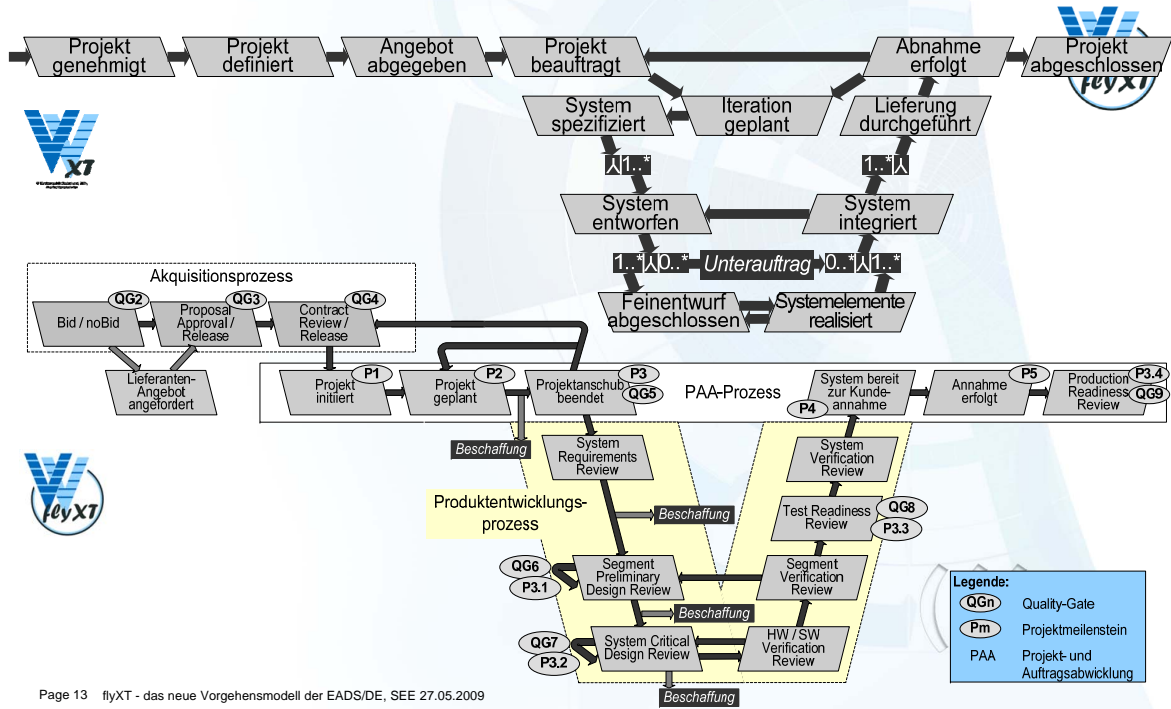 Projekt
genehmigt
Projekt
definiert
Angebot
abgegeben
Projekt
beauftragt
Abnahme
erfolgt
Projekt
abgeschlossen
flyXT
System
spezifiziert
Iteration
geplant
Lieferung
durchgeführt
XT
1..*
1..*
System
entworfen
System
integriert
1..*
0..*
Unterauftrag
0..*
1..*
Feinentwurf
abgeschlossen
Systemelemente
realisiert
Akquisitionsprozess
Bid / noBid
QG2
Proposal
Approval /
Release
QG3
Contract
Review /
Release
QG4
Lieferanten-
Angebot
angefordert
Projekt
initiiert
P1
Projekt
geplant
P2
Projektanschub
beendet
P3
QG5
PAA-Prozess
System bereit
zur Kunde-
annahme
P4
Annahme
erfolgt
P5
Production
Readiness
Review
P3.4
QG9
Beschaffung
System
Requirements
Review
System
Verification
Review
flyXT
Produktentwicklungs-
prozess
Beschaffung
Test Readiness
Review
QG8
P3.3
QG6
P3.1
Segment
Preliminary
Design Review
Segment
Verification
Review
Beschaffung
QG7
P3.2
System Critical
Design Review
HW / SW
Verification
Review
Beschaffung
Legende:
QGn Quality-Gate
Pm Projektmeilenstein
PAA Projekt- und
Auftragsabwicklung
Page 13 flyXT - das neue Vorgehensmodell der EADS/DE, SEE 27.05.2009